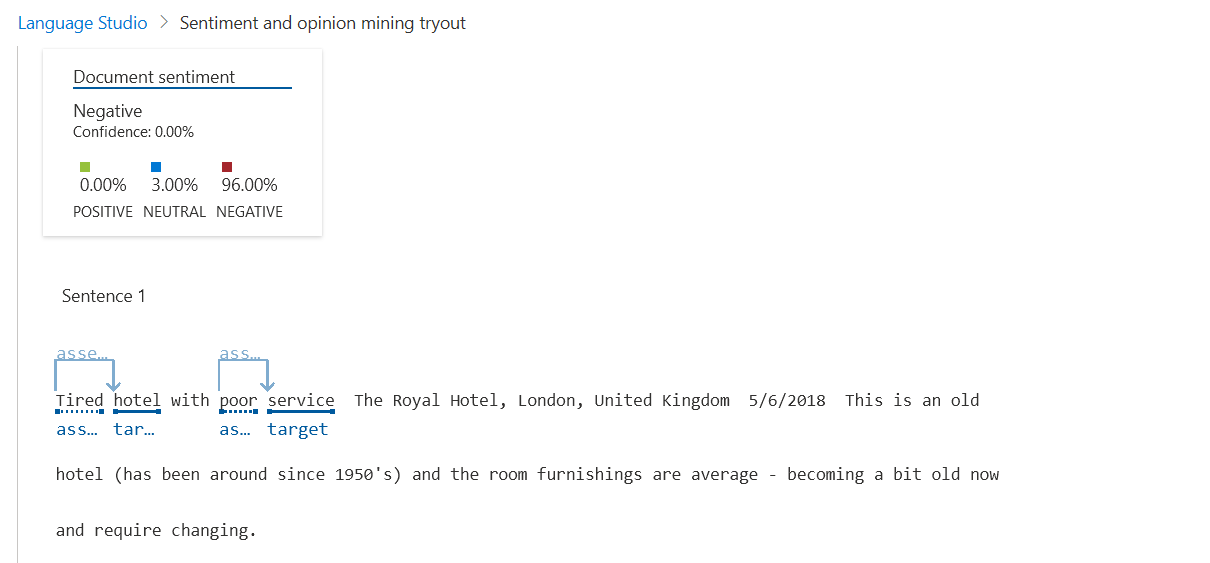 Language Studio > Sentiment and opinion mining tryout
Document sentiment
Negative
Confidence: 0.00%
0.00% 3.00% 96.00%
POSITIVE NEUTRAL NEGATIVE
Sentence 1
asse... ass...
Tired hotel with poor service The Royal Hotel, London, United Kingdom 5/6/2018 This is an old
ass... tar... as... target
hotel (has been around since 1950's) and the room furnishings are average - becoming a bit old now
and require changing.